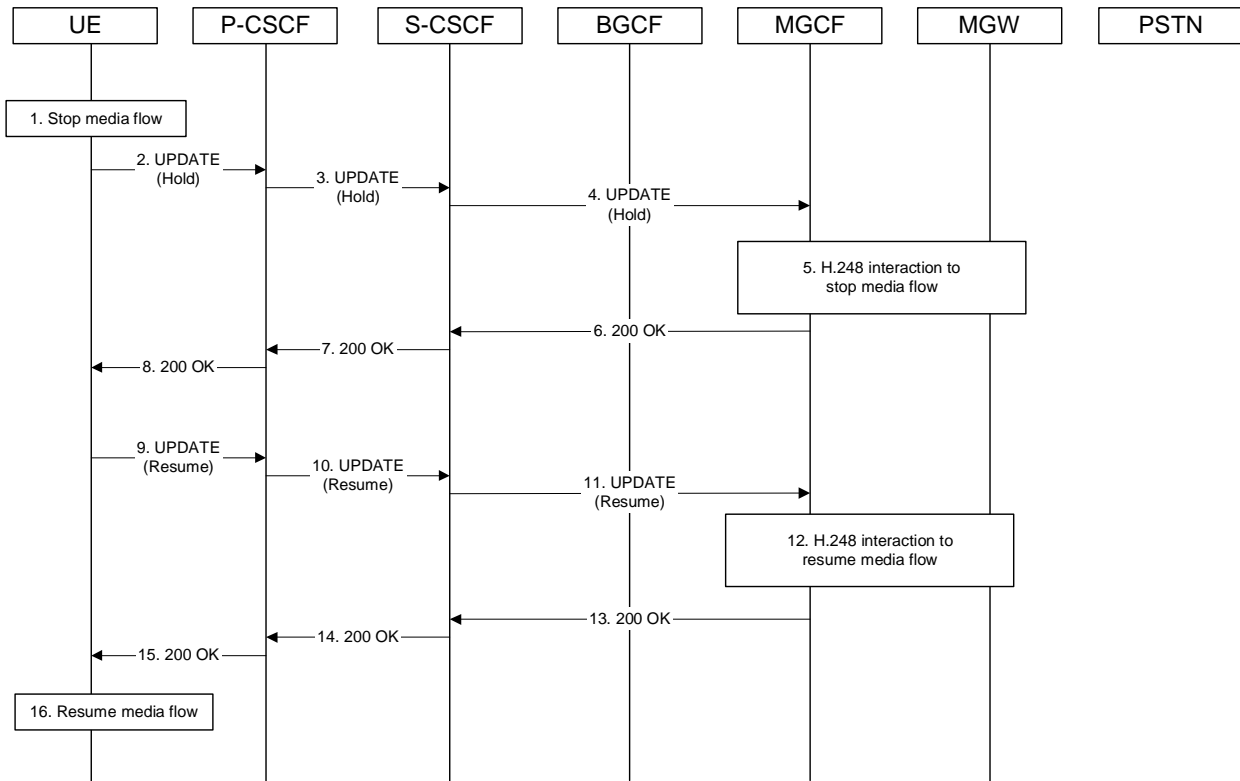 UE
P-CSCF
S-CSCF
BGCF
MGCF
MGW
PSTN
1. Stop media flow
2. UPDATE
(Hold)
3. UPDATE
(Hold)
4. UPDATE
(Hold)
5. H.248 interaction to
stop media flow
6. 200 OK
7. 200 OK
8. 200 OK
9. UPDATE
(Resume)
10. UPDATE
(Resume)
11. UPDATE
(Resume)
12. H.248 interaction to
resume media flow
13. 200 OK
14. 200 OK
15. 200 OK
16. Resume media flow